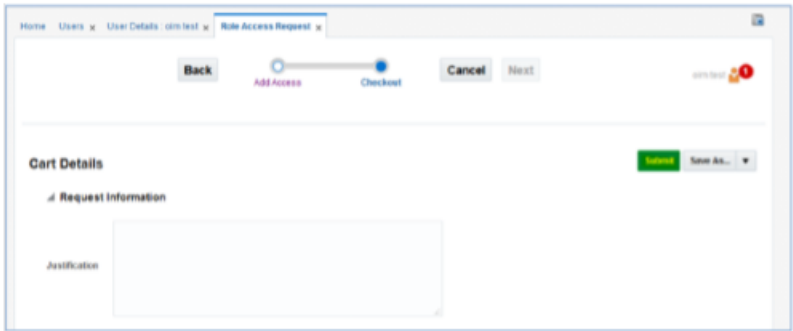 Home Users x User Details : oim test x Role Access Request x
Back Add Access Checkout Cancel Next oim test 1
Cart Details Submit Save As...
Request Information
Justification